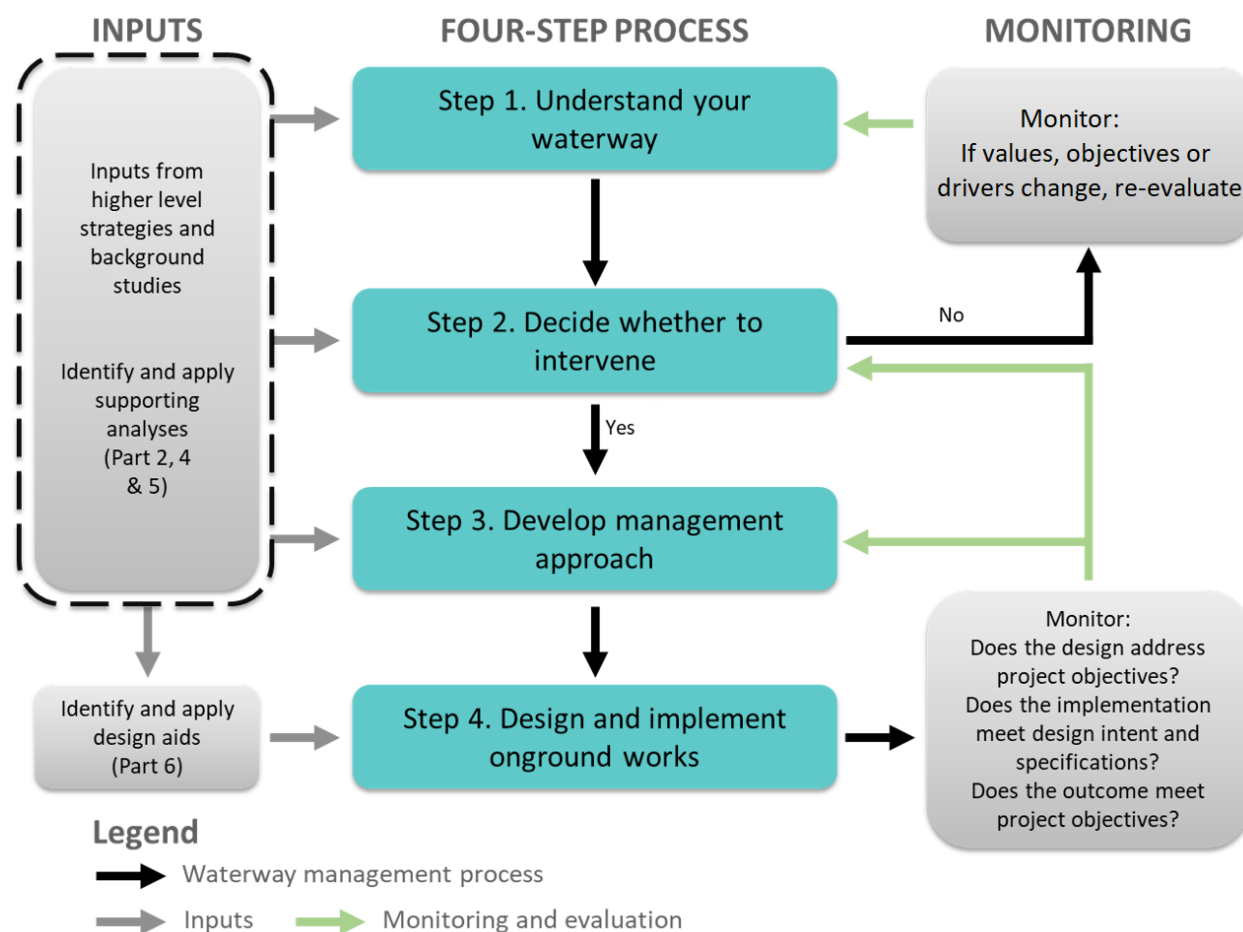 INPUTS
FOUR-STEP PROCESS
MONITORING
Inputs from
higher level
strategies and
background
studies
Identify and apply
supporting
analyses
(Part 2, 4
& 5)
Identify and apply
design aids
(Part 6)
Step 1. Understand your
waterway
Step 2. Decide whether to
intervene
No
Yes
Step 3. Develop management
approach
Step 4. Design and implement
onground works
Monitor:
If values, objectives or
drivers change, re-evaluate
Monitor:
Does the design address
project objectives?
Does the implementation
meet design intent and
specifications?
Does the outcome meet
project objectives?
Legend
Waterway management process
Inputs
Monitoring and evaluation